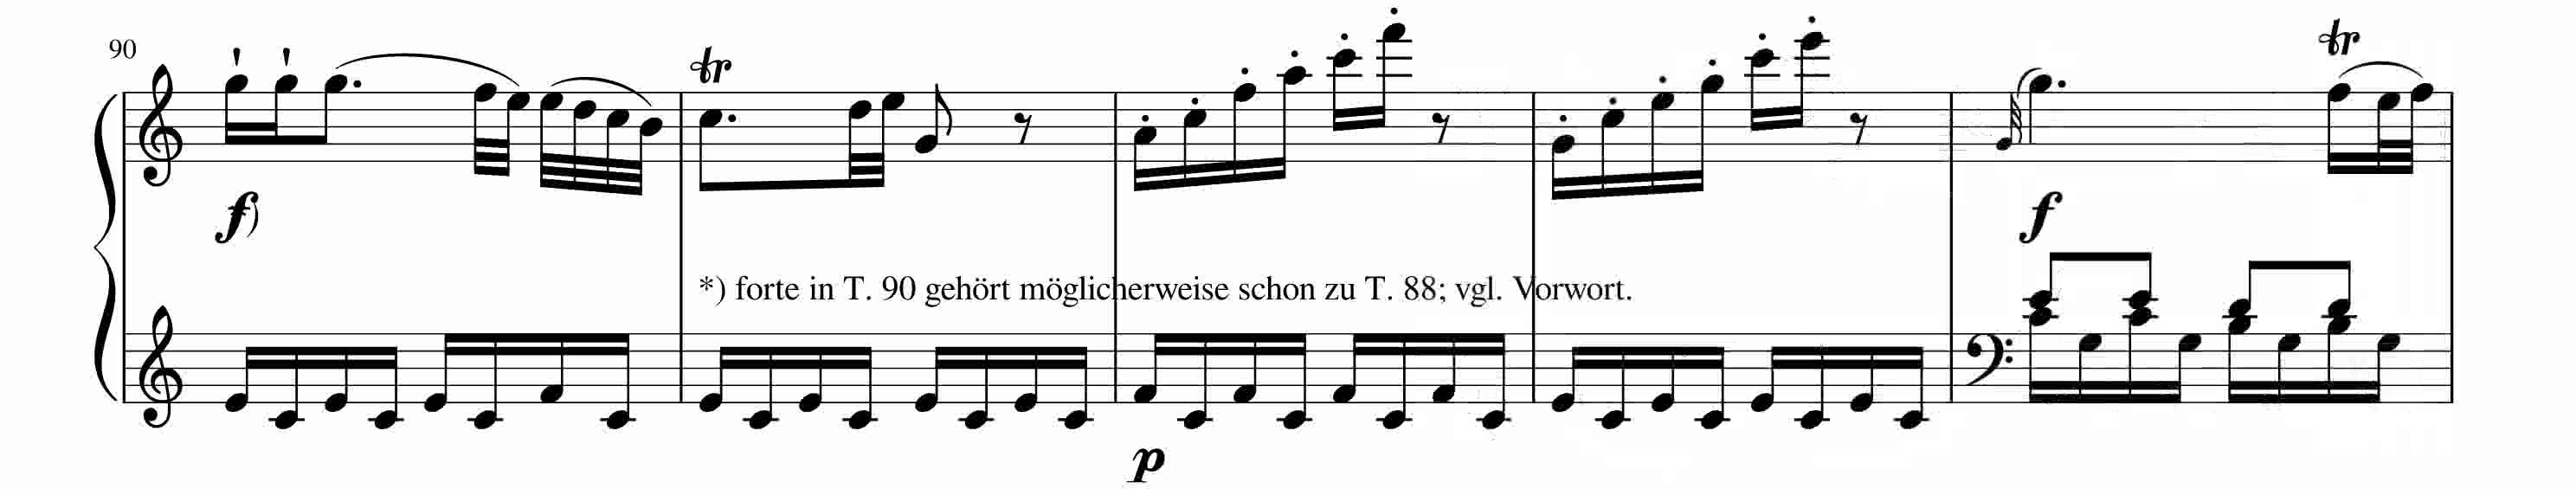 90
tr
tr
f)
f
*) forte in T. 90 gehört möglicherweise schon zu T. 88; vgl. Vorwort.
p